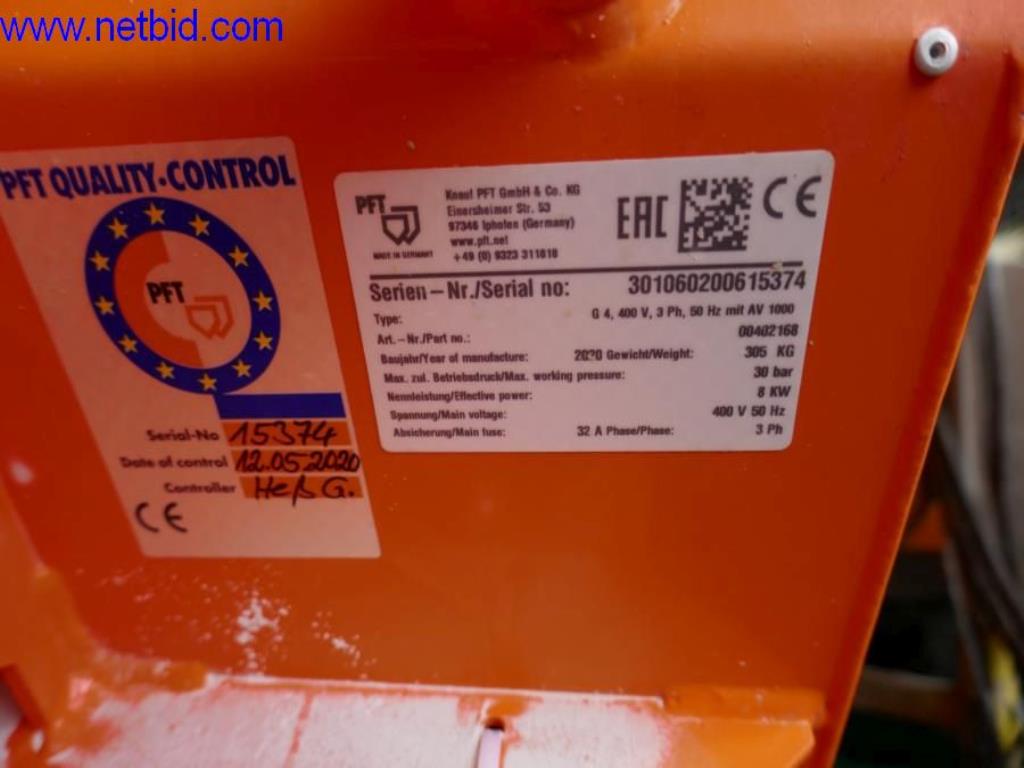 www.netbid.com
PFT QUALITY-CONTROL
PFT
Serial-No 15374
Date of control 12.05.2020
Controller Heß G.
CE
PFT
MADE IN GERMANY
Knauf PFT GmbH & Co. KG
Einersheimer Str. 53
97346 Iphofen (Germany)
www.pft.net
+49 (0) 9323 311818
EAC
CE
Serien-Nr./Serial no: 301060200615374
Type: G 4, 400 V, 3 Ph, 50 Hz mit AV 1000
Art.-Nr./Part no.: 00402168
Baujahr/Year of manufacture: 2020 Gewicht/Weight: 305 KG
Max. zul. Betriebsdruck/Max. working pressure: 30 bar
Nennleistung/Effective power: 8 KW
Spannung/Main voltage: 400 V 50 Hz
Absicherung/Main fuse: 32 A Phase/Phase: 3 Ph